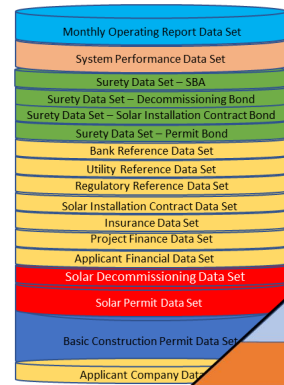 Monthly Operating Report Data Set
System Performance Data Set
Surety Data Set – SBA
Surety Data Set – Decommissioning Bond
Surety Data Set – Solar Installation Contract Bond
Surety Data Set – Permit Bond
Bank Reference Data Set
Utility Reference Data Set
Regulatory Reference Data Set
Solar Installation Contract Data Set
Insurance Data Set
Project Finance Data Set
Applicant Financial Data Set
Solar Decommissioning Data Set
Solar Permit Data Set
Basic Construction Permit Data Set
Applicant Company Data